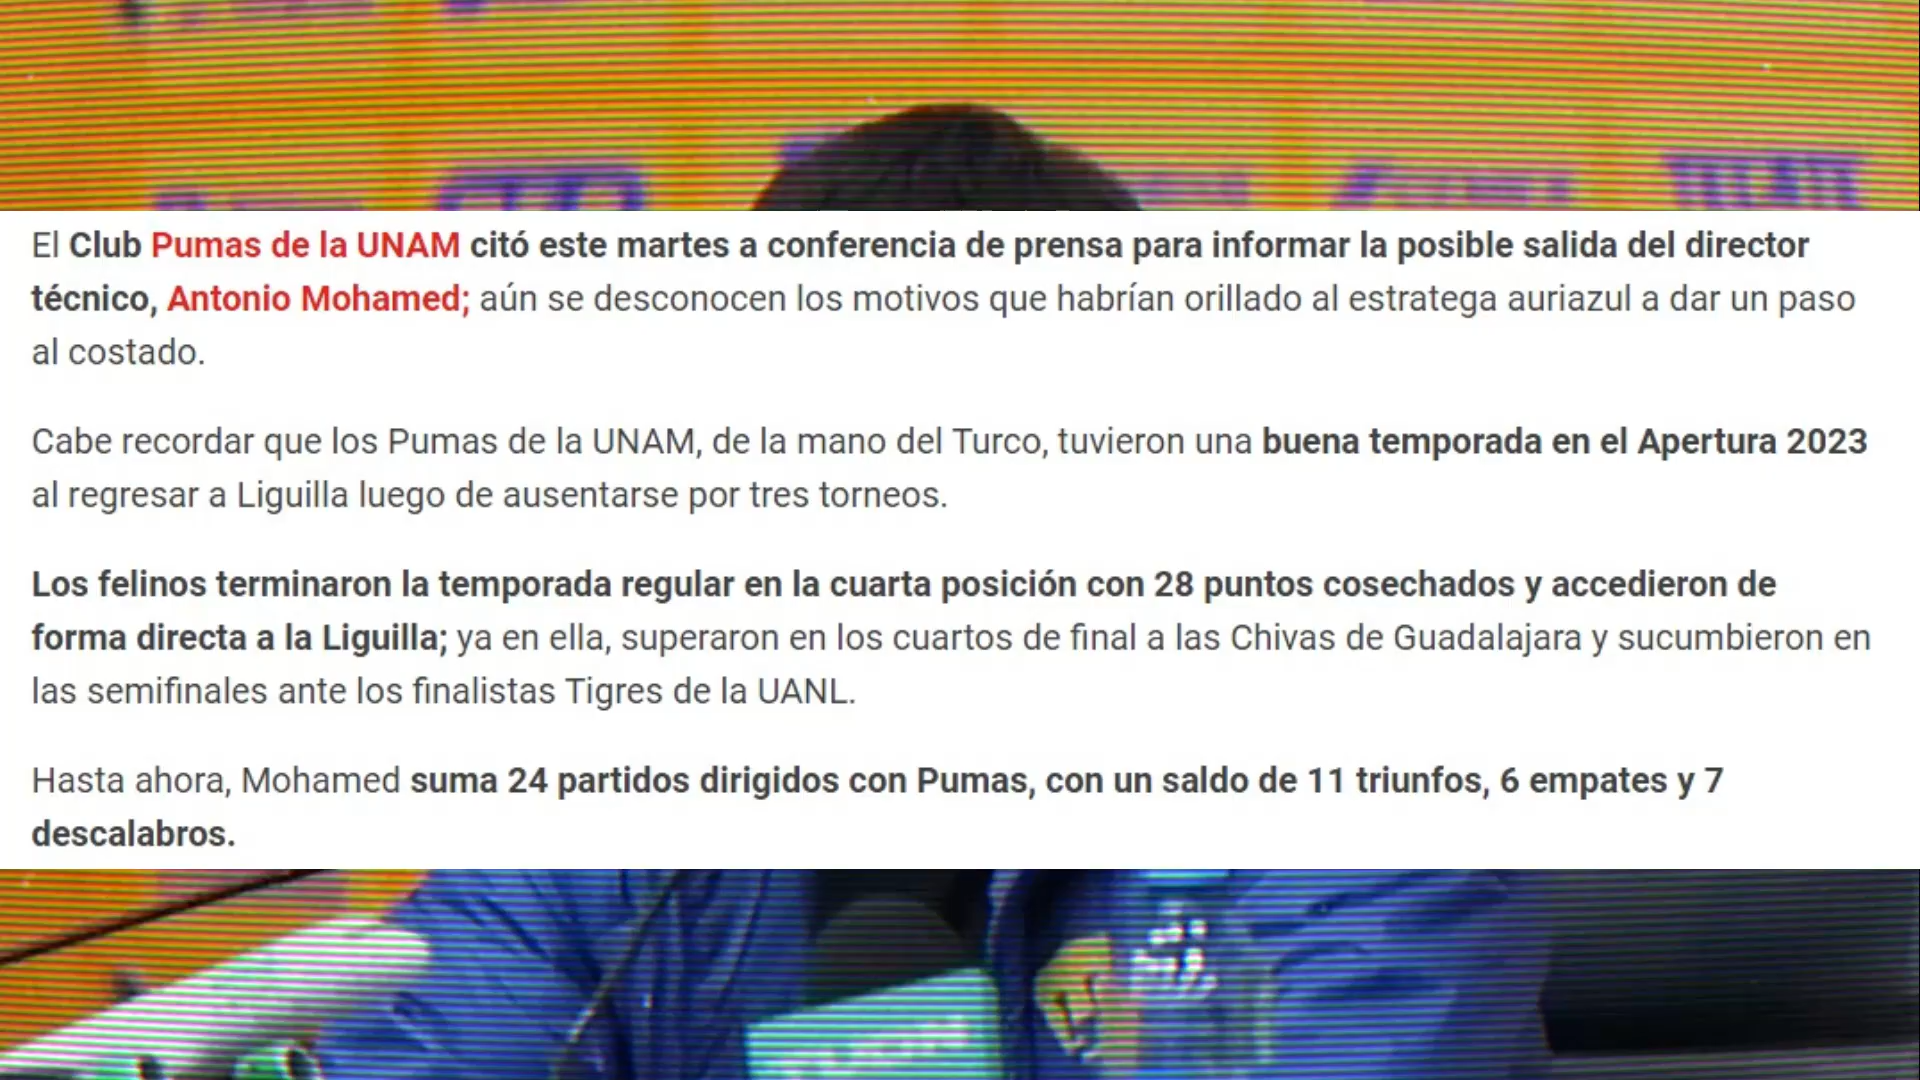 El Club Pumas de la UNAM citó este martes a conferencia de prensa para informar la posible salida del director
técnico, Antonio Mohamed; aún se desconocen los motivos que habrían orillado al estratega auriazul a dar un paso
al costado.
Cabe recordar que los Pumas de la UNAM, de la mano del Turco, tuvieron una buena temporada en el Apertura 2023
al regresar a Liguilla luego de ausentarse por tres torneos.
Los felinos terminaron la temporada regular en la cuarta posición con 28 puntos cosechados y accedieron de
forma directa a la Liguilla; ya en ella, superaron en los cuartos de final a las Chivas de Guadalajara y sucumbieron en
las semifinales ante los finalistas Tigres de la UANL.
Hasta ahora, Mohamed suma 24 partidos dirigidos con Pumas, con un saldo de 11 triunfos, 6 empates y 7
descalabros.